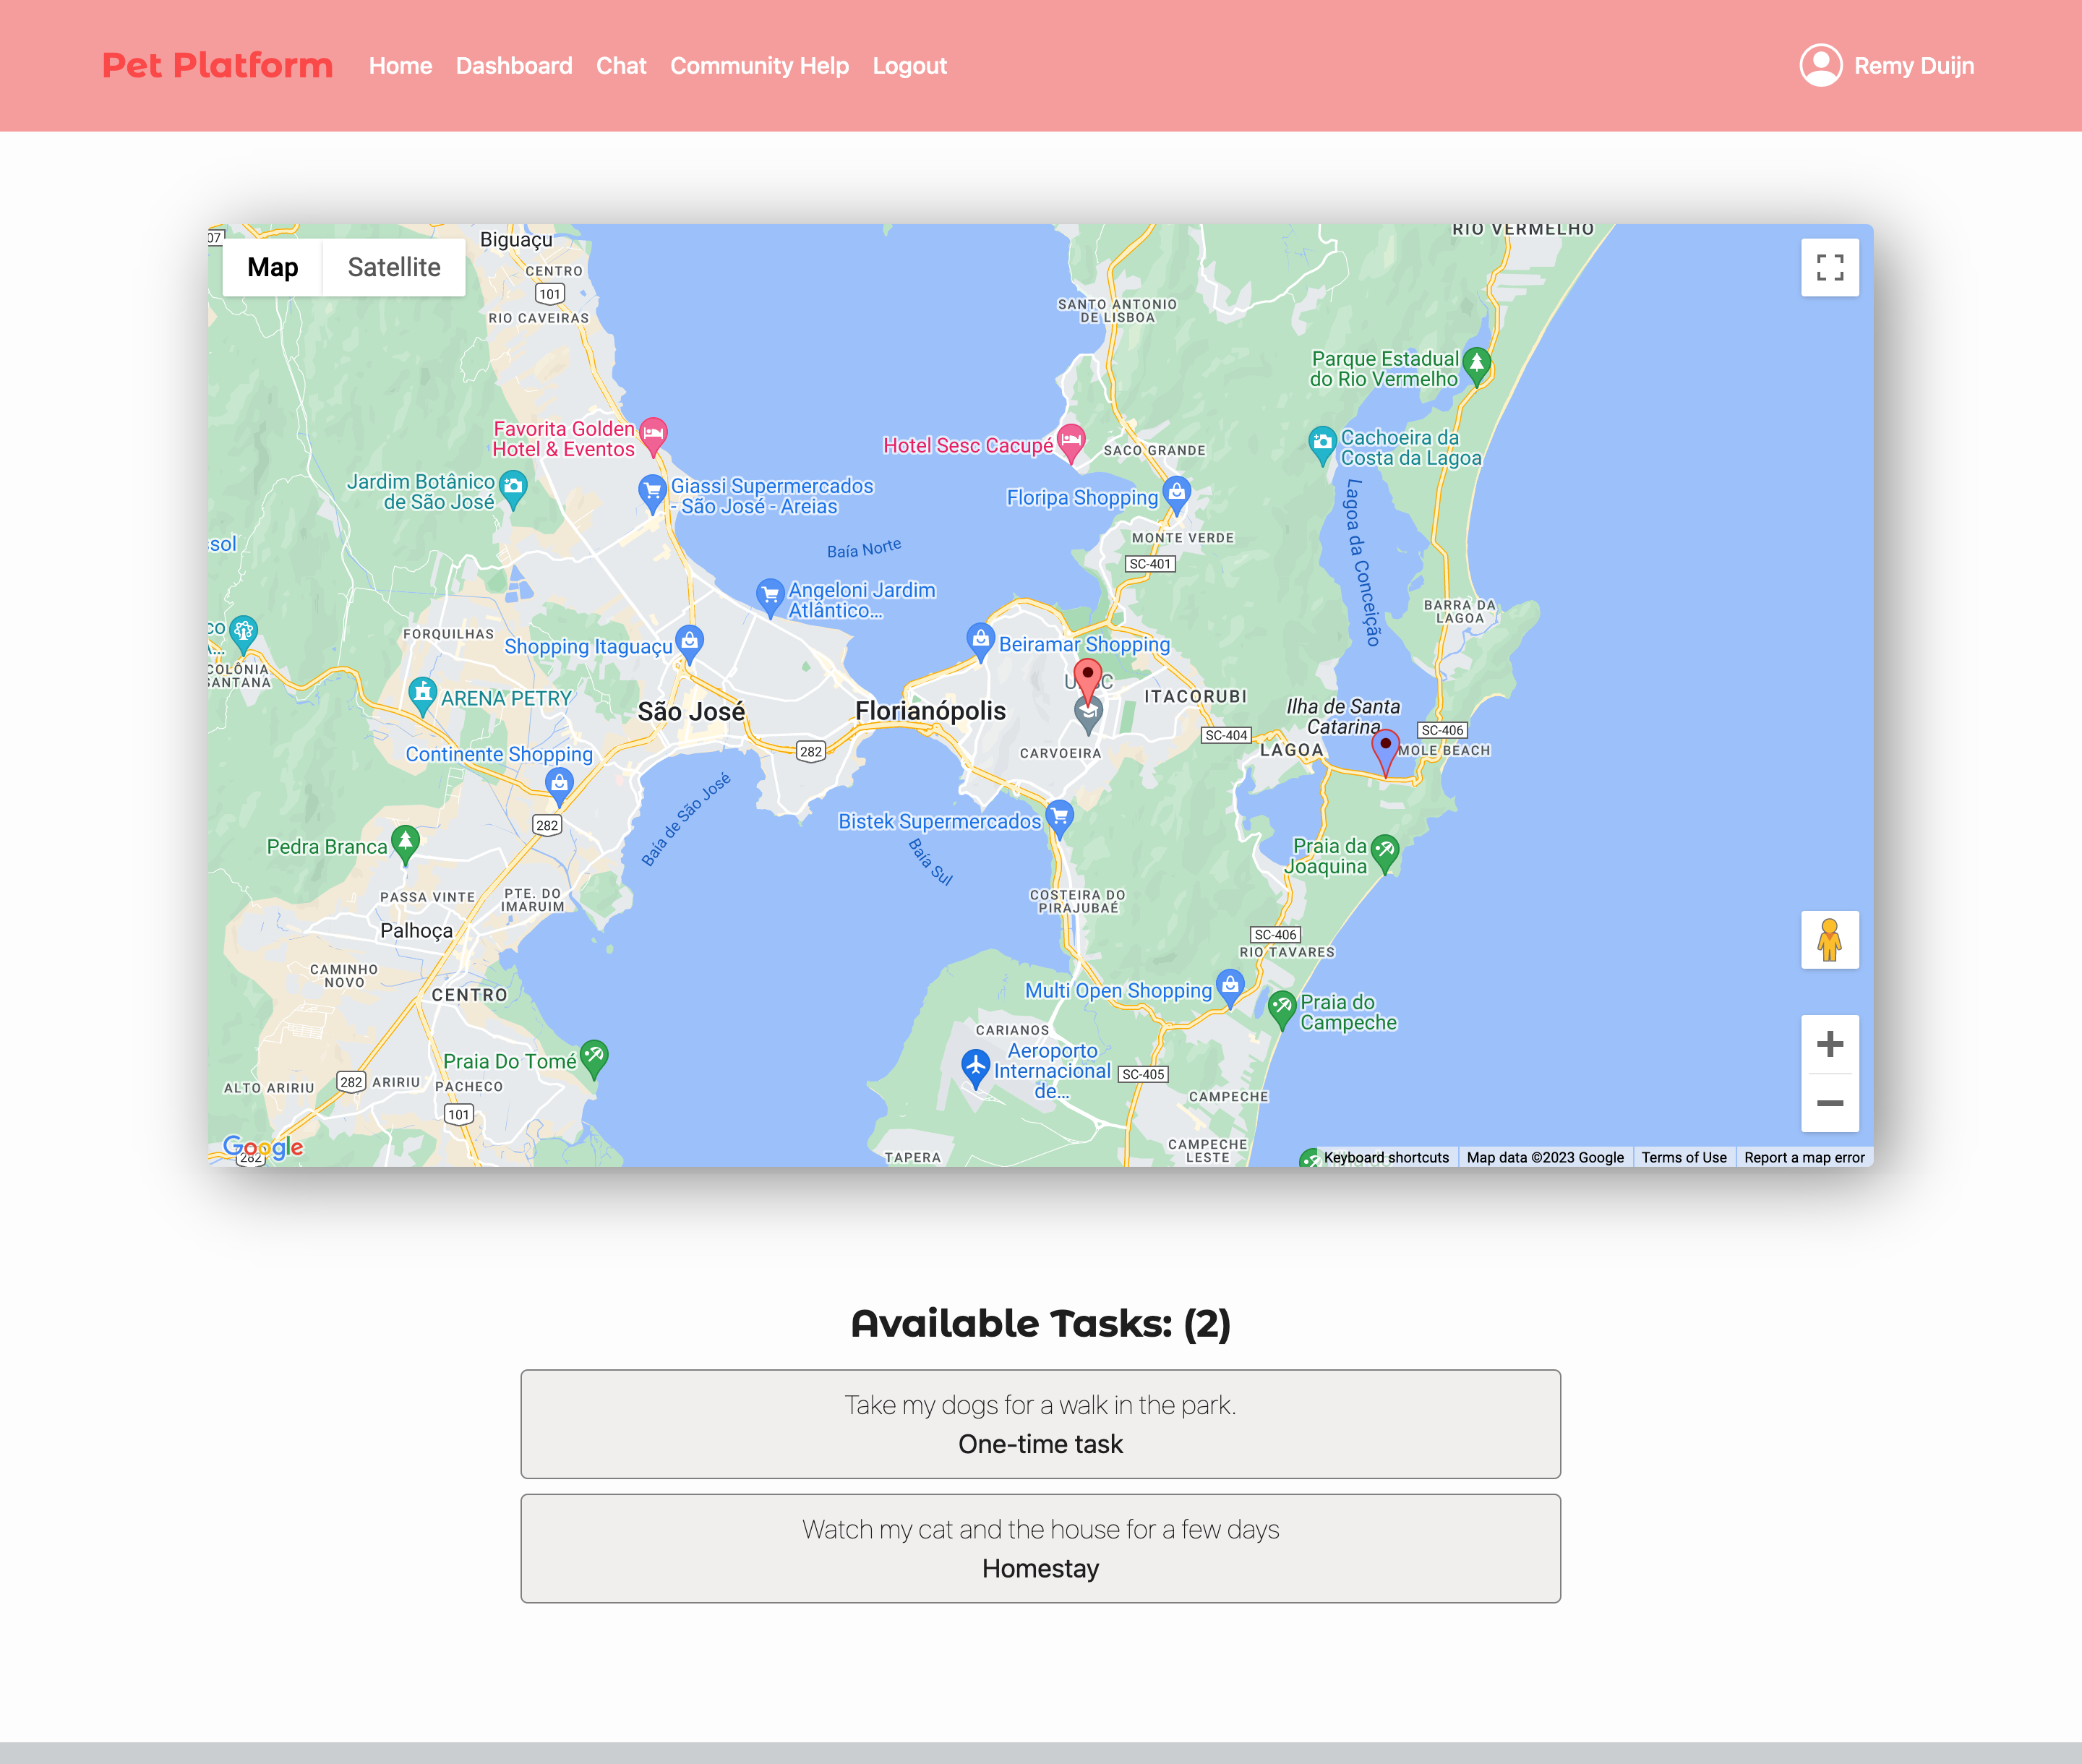 Pet Platform Home Dashboard Chat Community Help Logout Remy Duijn
Map Satellite
07
Biguaçu
CENTRO
101
RIO CAVEIRAS
RIO VERMELHO
SANTO ANTONIO
DE LISBOA
Parque Estadual
do Rio Vermelho
Favorita Golden
Hotel & Eventos
Hotel Sesc Cacupé
SACO GRANDE
Cachoeira da
Costa da Lagoa
Jardim Botânico
de São José
Giassi Supermercados
- São José - Areias
Floripa Shopping
MONTE VERDE
Lagoa da Conceição
Baía Norte
SC-401
Angeloni Jardim
Atlântico...
BARRA DA
LAGOA
FORQUILHAS
Shopping Itaguaçu
Beiramar Shopping
COLÔNIA
SANTANA
ARENA PETRY
São José
Florianópolis
ITACORUBI
Ilha de Santa
Catarina
SC-404
SC-406
LAGOA
MOLE BEACH
282
CARVOEIRA
Continente Shopping
282
Baía de São José
Bistek Supermercados
Baía Sul
Pedra Branca
Praia da
Joaquina
PASSA VINTE
PTE. DO
IMARUIM
COSTEIRA DO
PIRAJUBAÉ
Palhoça
SC-406
RIO TAVARES
CAMINHO
NOVO
CENTRO
Multi Open Shopping
Praia do
Campeche
CARIANOS
Aeroporto
Internacional
de...
Praia Do Tomé
SC-405
ALTO ARIRIU
282
ARIRIU
PACHECO
CAMPECHE
101
CAMPECHE
LESTE
TAPERA
Google
282
Keyboard shortcuts Map data ©2023 Google Terms of Use Report a map error
Available Tasks: (2)
Take my dogs for a walk in the park.
One-time task
Watch my cat and the house for a few days
Homestay